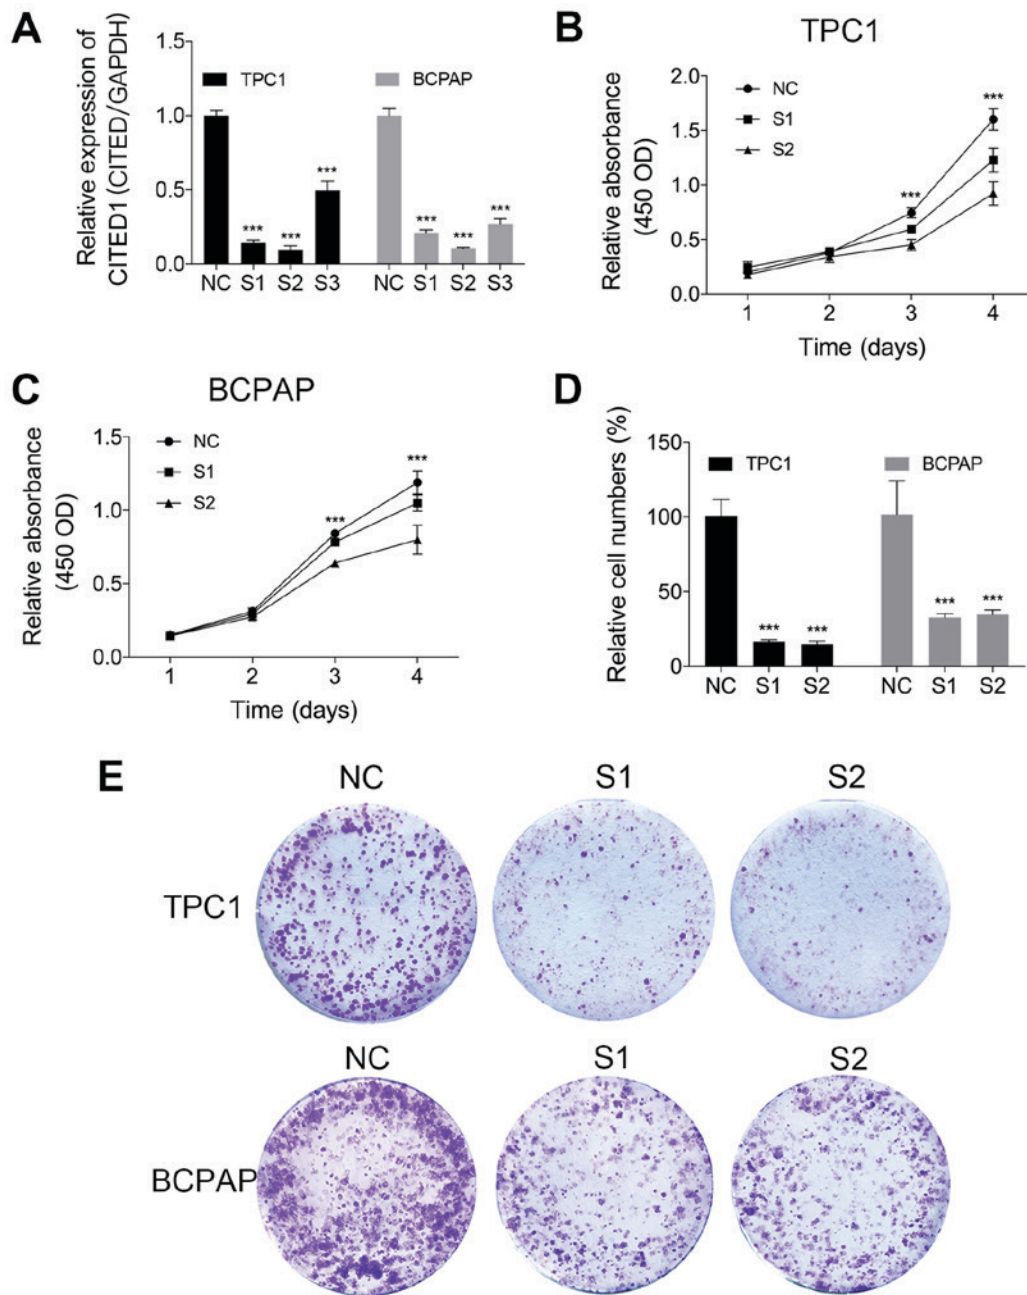 A
Relative expression of
CITED1 (CITED/GAPDH)
1.5
1.0
0.5
0.0
TPC1
BCPAP
***
***
***
***
***
***
NC S1 S2 S3
NC S1 S2 S3
B
TPC1
Relative absorbance
(450 OD)
2.0
1.5
1.0
0.5
0.0
NC
S1
S2
***
***
1 2 3 4
Time (days)
C
BCPAP
Relative absorbance
(450 OD)
1.5
1.0
0.5
0.0
NC
S1
S2
***
***
1 2 3 4
Time (days)
D
Relative cell numbers (%)
150
100
50
0
TPC1
BCPAP
***
***
***
***
NC S1 S2
NC S1 S2
E
NC S1 S2
TPC1
NC S1 S2
BCPAP